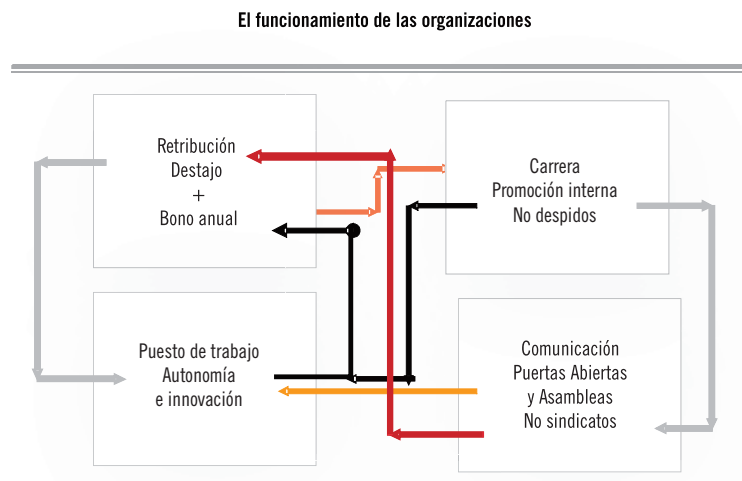 El funcionamiento de las organizaciones
Retribución
Destajo
+
Bono anual
Carrera
Promoción interna
No despidos
Puesto de trabajo
Autonomía
e innovación
Comunicación
Puertas Abiertas
y Asambleas
No sindicatos